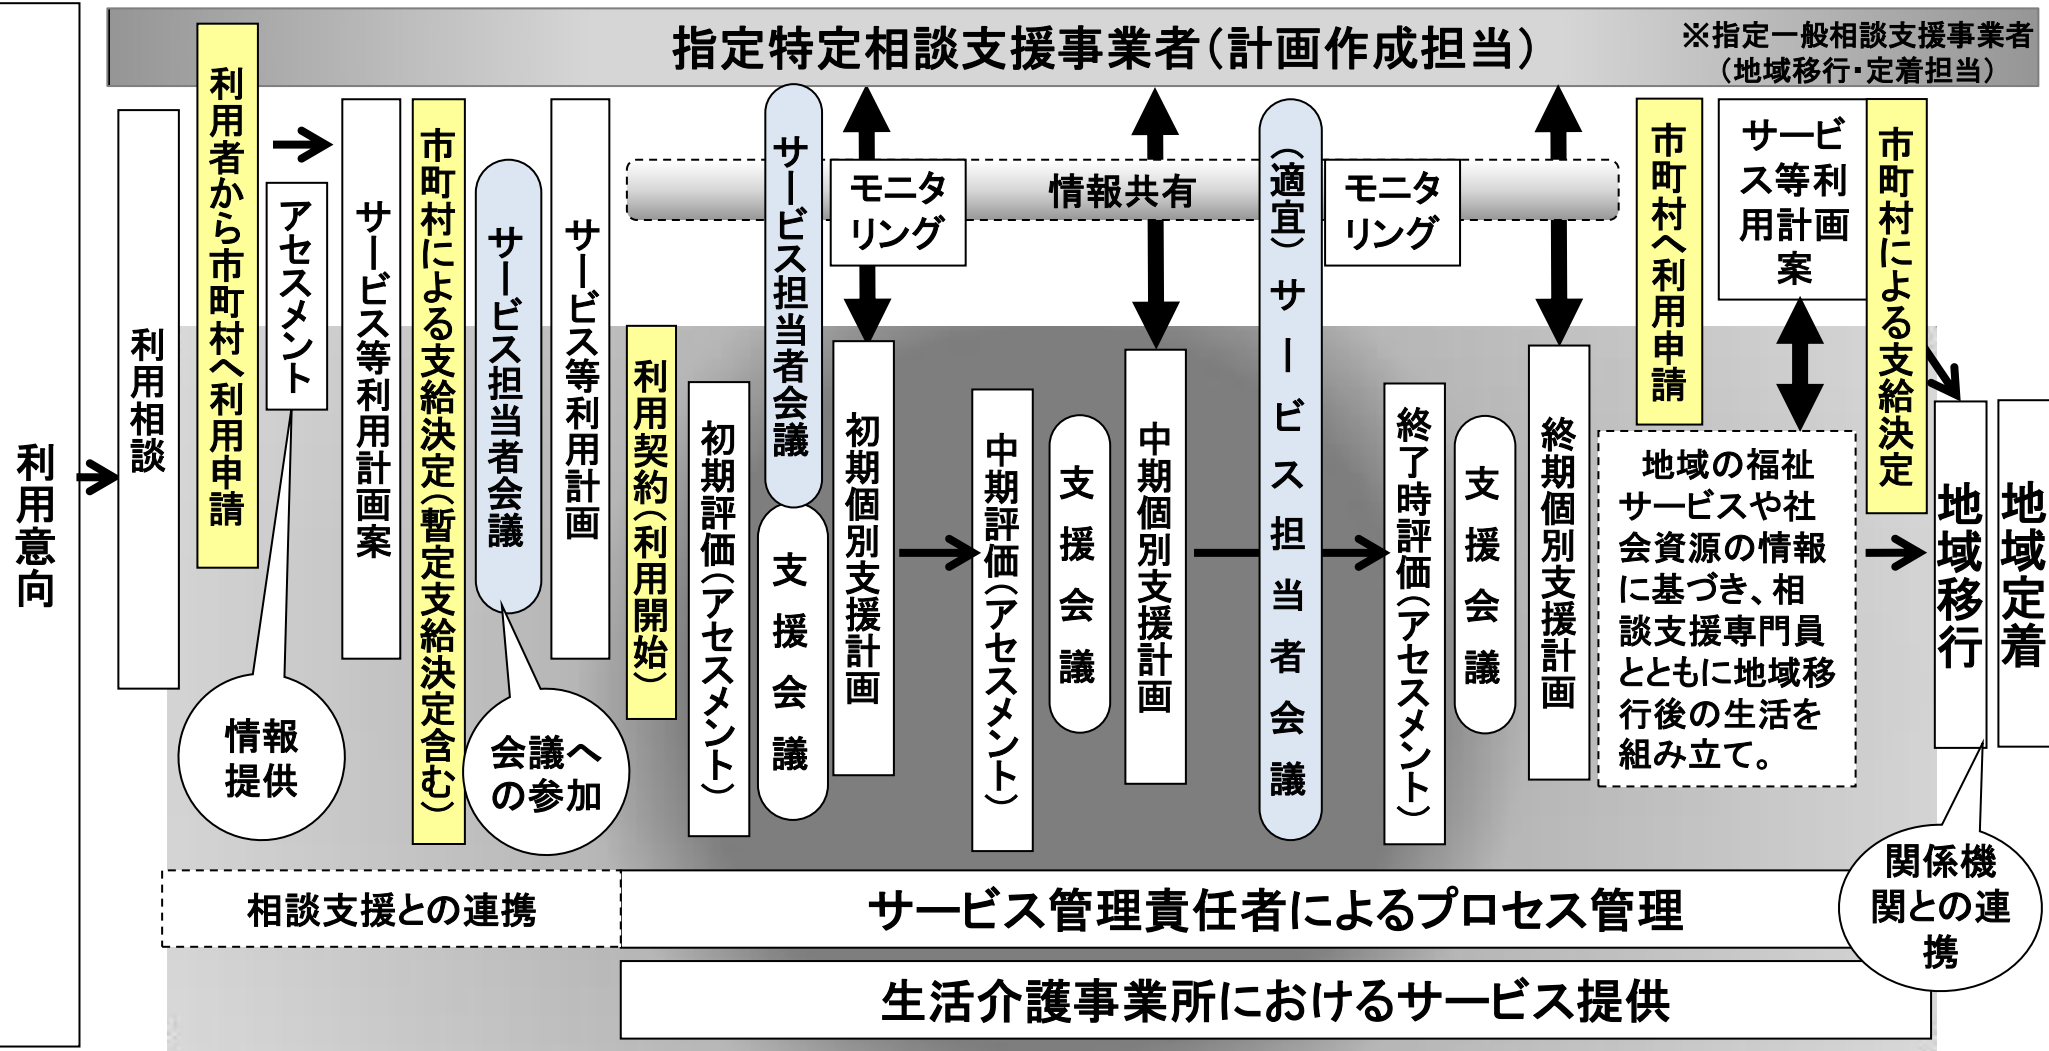 指定特定相談支援事業者（計画作成担当）
※指定一般相談支援事業者
（地域移行・定着担当）
利用意向
利用相談
利用者から市町村へ利用申請
アセスメント
情報
提供
サービス等利用計画案
市町村による支給決定（暫定支給決定含む）
サービス担当者会議
会議へ
の参加
サービス等利用計画
利用契約（利用開始）
情報共有
初期評価（アセスメント）
サービス担当者会議
支援会議
モニタ
リング
初期個別支援計画
中期評価（アセスメント）
支援会議
中期個別支援計画
（適宜）サービス担当者会議
モニタ
リング
終了時評価（アセスメント）
支援会議
終期個別支援計画
市町村へ利用申請
サービ
ス等利
用計画
案
地域の福祉
サービスや社
会資源の情報
に基づき、相
談支援専門員
とともに地域移
行後の生活を
組み立て。
市町村による支給決定
地域移行
地域定着
関係機
関との連
携
相談支援との連携
サービス管理責任者によるプロセス管理
生活介護事業所におけるサービス提供